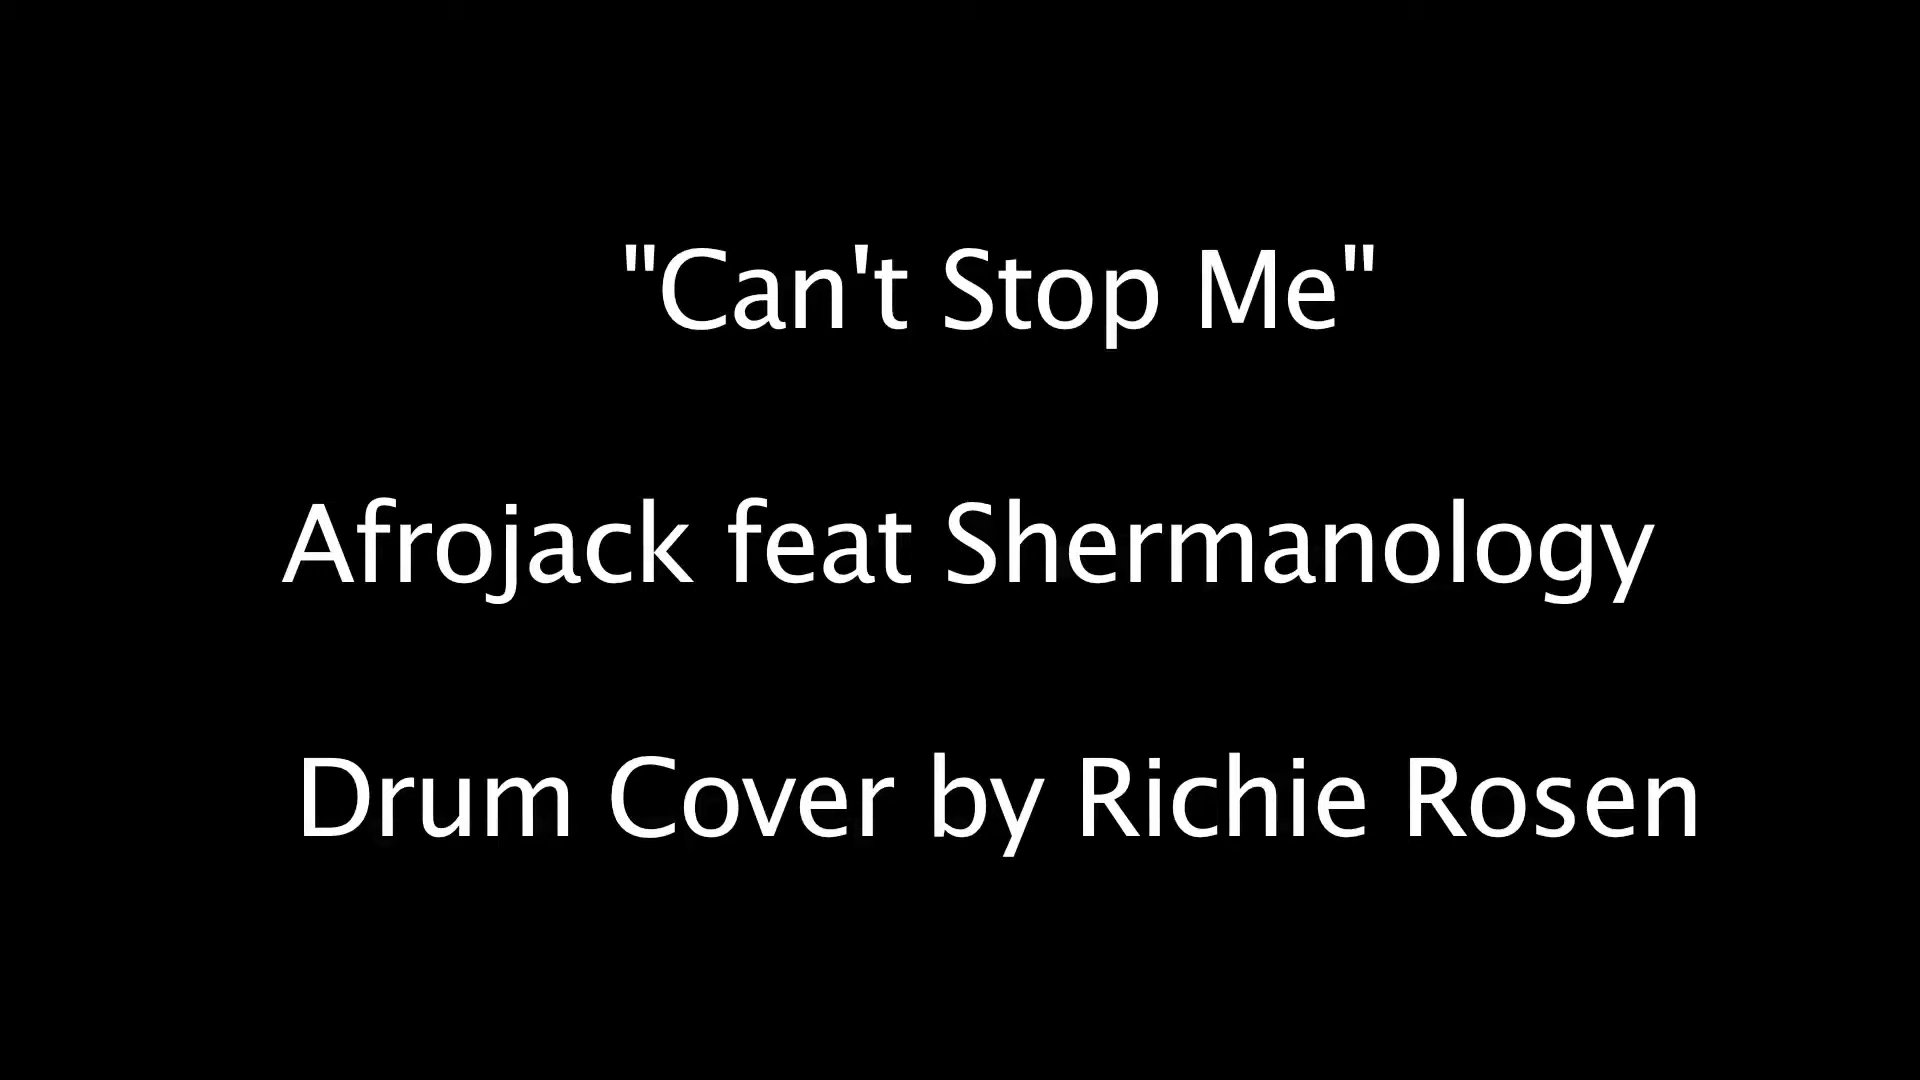 "Can't Stop Me"
Afrojack feat Shermanology
Drum Cover by Richie Rosen